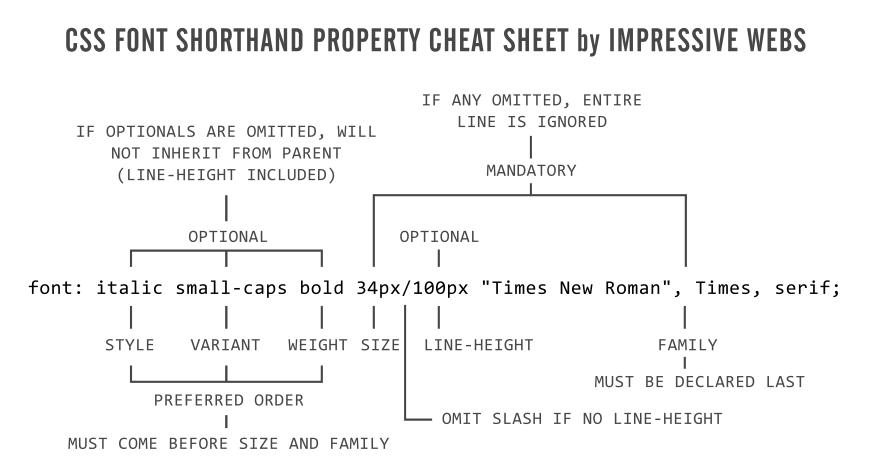 CSS FONT SHORTHAND PROPERTY CHEAT SHEET by IMPRESSIVE WEBS
IF ANY OMITTED, ENTIRE
LINE IS IGNORED
MANDATORY
IF OPTIONALS ARE OMITTED, WILL
NOT INHERIT FROM PARENT
(LINE-HEIGHT INCLUDED)
OPTIONAL
OPTIONAL
font: italic small-caps bold 34px/100px "Times New Roman", Times, serif;
STYLE VARIANT WEIGHT SIZE LINE-HEIGHT FAMILY
MUST BE DECLARED LAST
PREFERRED ORDER
OMIT SLASH IF NO LINE-HEIGHT
MUST COME BEFORE SIZE AND FAMILY